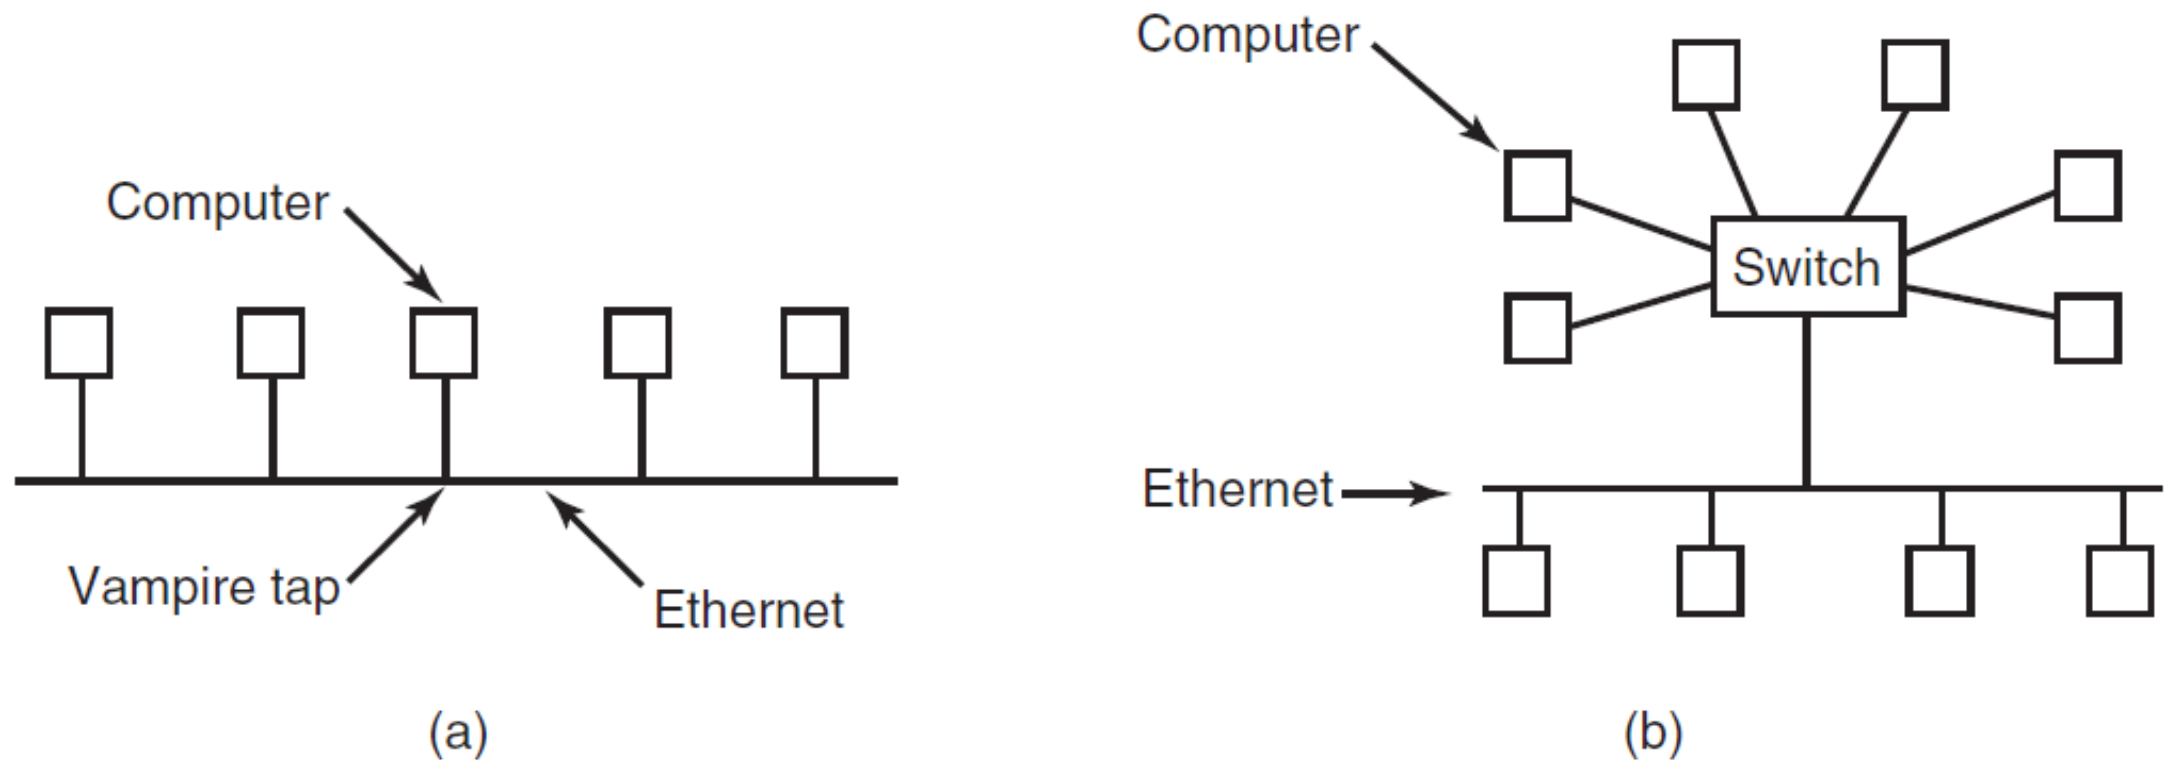 Computer
Vampire tap
Ethernet
(a)
Computer
Switch
Ethernet
(b)